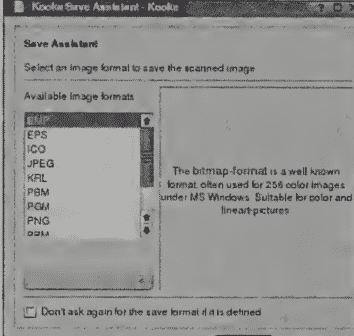 Kooka Save Assistant - Kooka
Save Assistant
Select an image format to save the scanned image
Available Image formats
BMP
EPS
ICO
JPEG
KRL
PBM
PGM
PNG
PPM
The bitmap-format is a well known
format, often used for 256 color images
under MS Windows. Suitable for color and
lineart-pictures
Don't ask again for the save format if it is defined